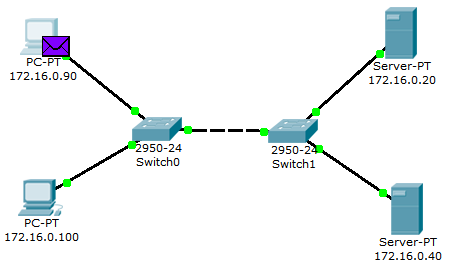 PC-PT
172.16.0.90
Server-PT
172.16.0.20
2950-24
Switch0
2950-24
Switch1
PC-PT
172.16.0.100
Server-PT
172.16.0.40